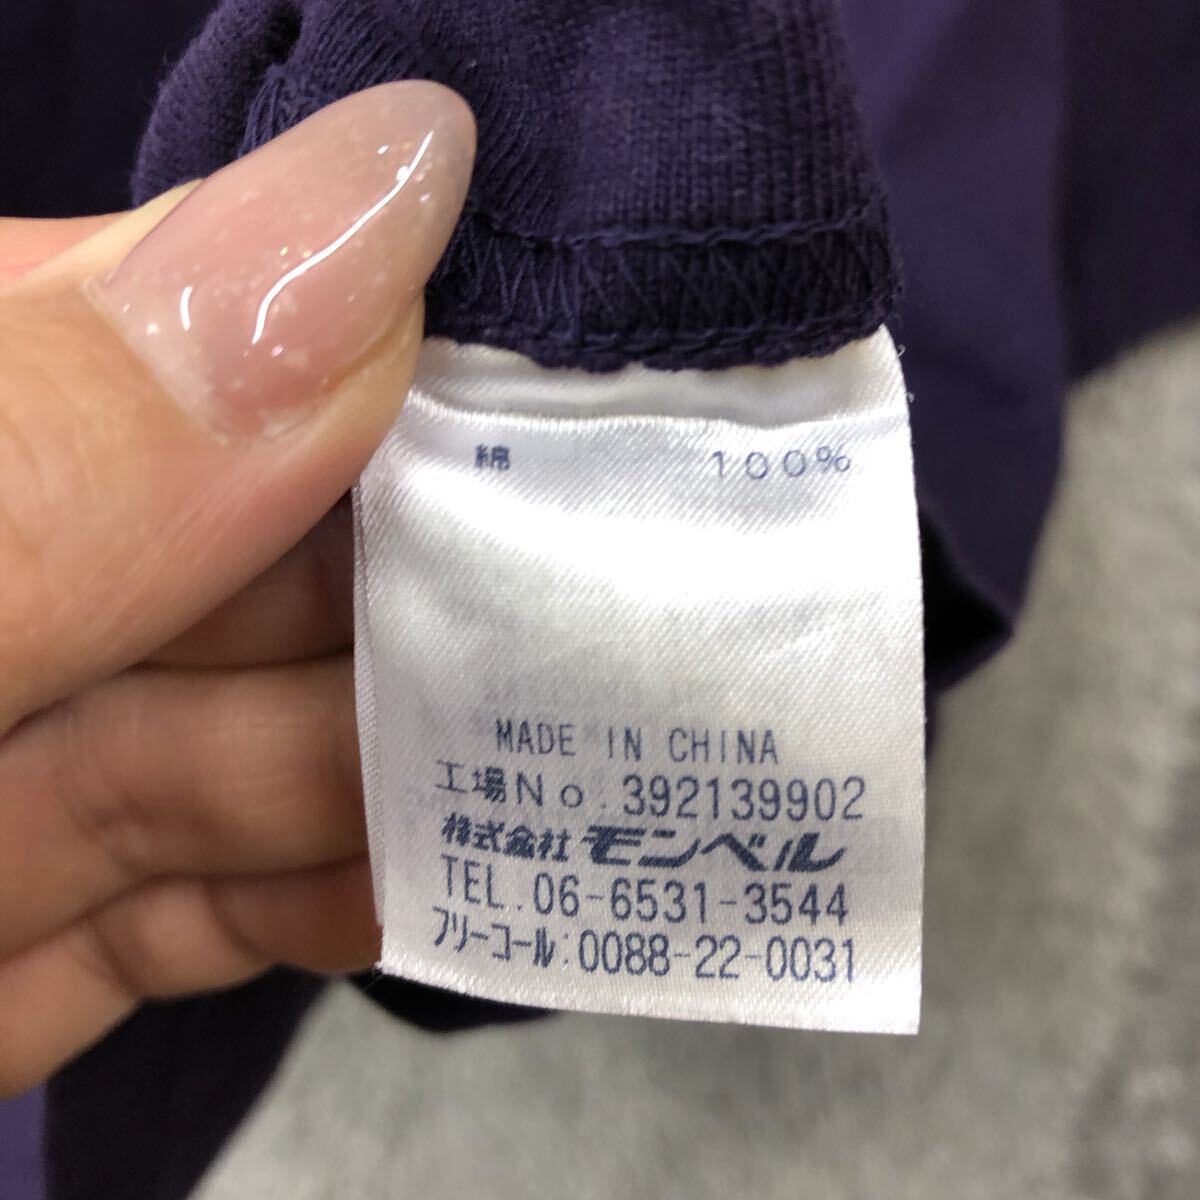 綿 100%
MADE IN CHINA
工場No.392139902
株式会社モンベル
TEL.06-6531-3544
フリーコール:0088-22-0031